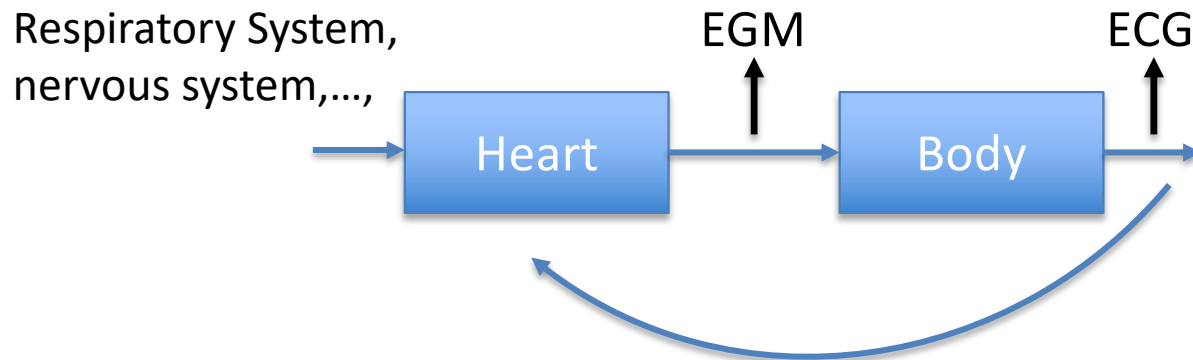 Respiratory System,
nervous system,...,
EGM
ECG
Heart
Body